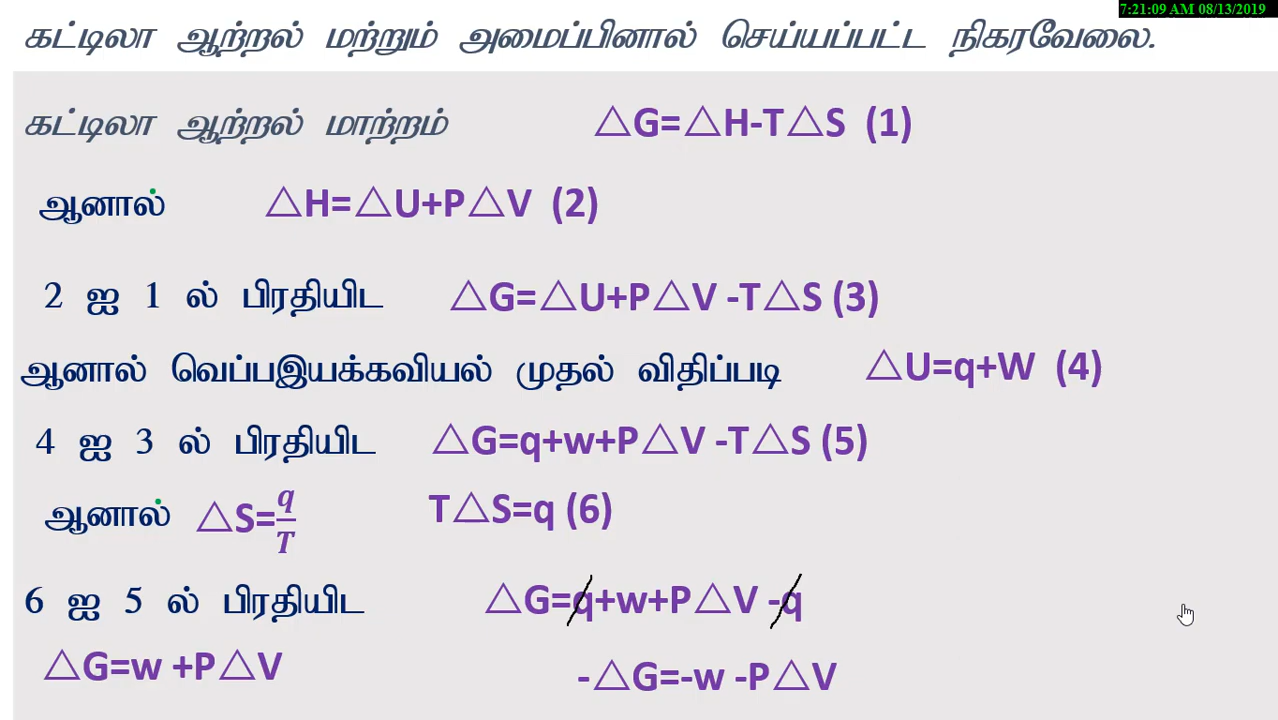 7:21:09 AM 08/13/2019
கட்டிலா ஆற்றல் மற்றும் அமைப்பினால் செய்யப்பட்ட நிகரவேலை.
கட்டிலா ஆற்றல் மாற்றம் △G=△H-T△S (1)
ஆனால் △H=△U+P△V (2)
2 ஐ 1 ல் பிரதியிட △G=△U+P△V -T△S (3)
ஆனால் வெப்பஇயக்கவியல் முதல் விதிப்படி △U=q+W (4)
4 ஐ 3 ல் பிரதியிட △G=q+w+P△V -T△S (5)
ஆனால் △S=q/T T△S=q (6)
6 ஐ 5 ல் பிரதியிட △G=q+w+P△V -q
△G=w +P△V -△G=-w -P△V